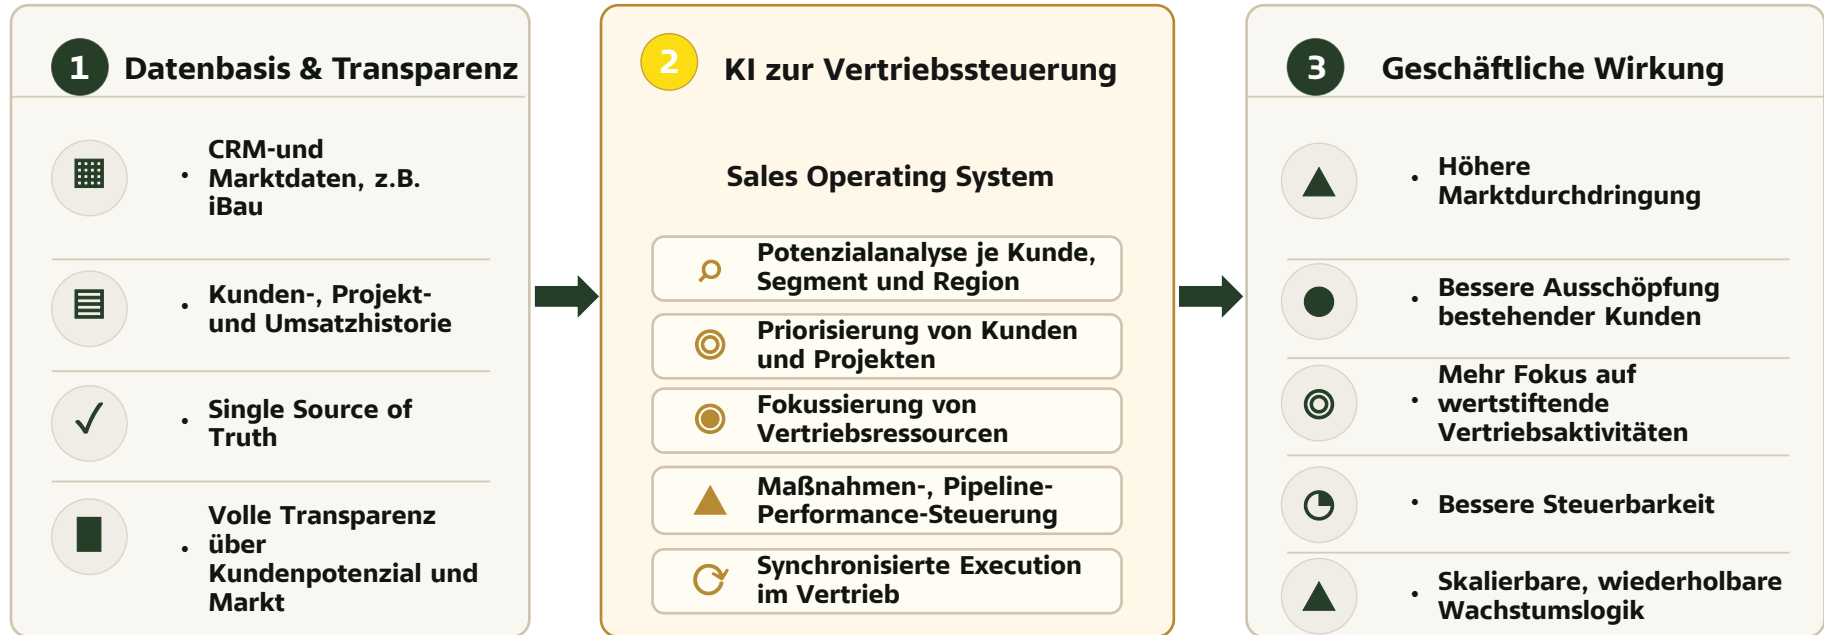 1 Datenbasis & Transparenz
• CRM-und
Marktdaten, z.B.
iBau
• Kunden-, Projekt-
und Umsatzhistorie
• Single Source of
Truth
• Volle Transparenz
über
Kundenpotenzial und
Markt
2 KI zur Vertriebssteuerung
Sales Operating System
Potenzialanalyse je Kunde,
Segment und Region
Priorisierung von Kunden
und Projekten
Fokussierung von
Vertriebsressourcen
Maßnahmen-, Pipeline-
Performance-Steuerung
Synchronisierte Execution
im Vertrieb
3 Geschäftliche Wirkung
• Höhere
Marktdurchdringung
• Bessere Ausschöpfung
bestehender Kunden
• Mehr Fokus auf
wertstiftende
Vertriebsaktivitäten
• Bessere Steuerbarkeit
• Skalierbare, wiederholbare
Wachstumslogik